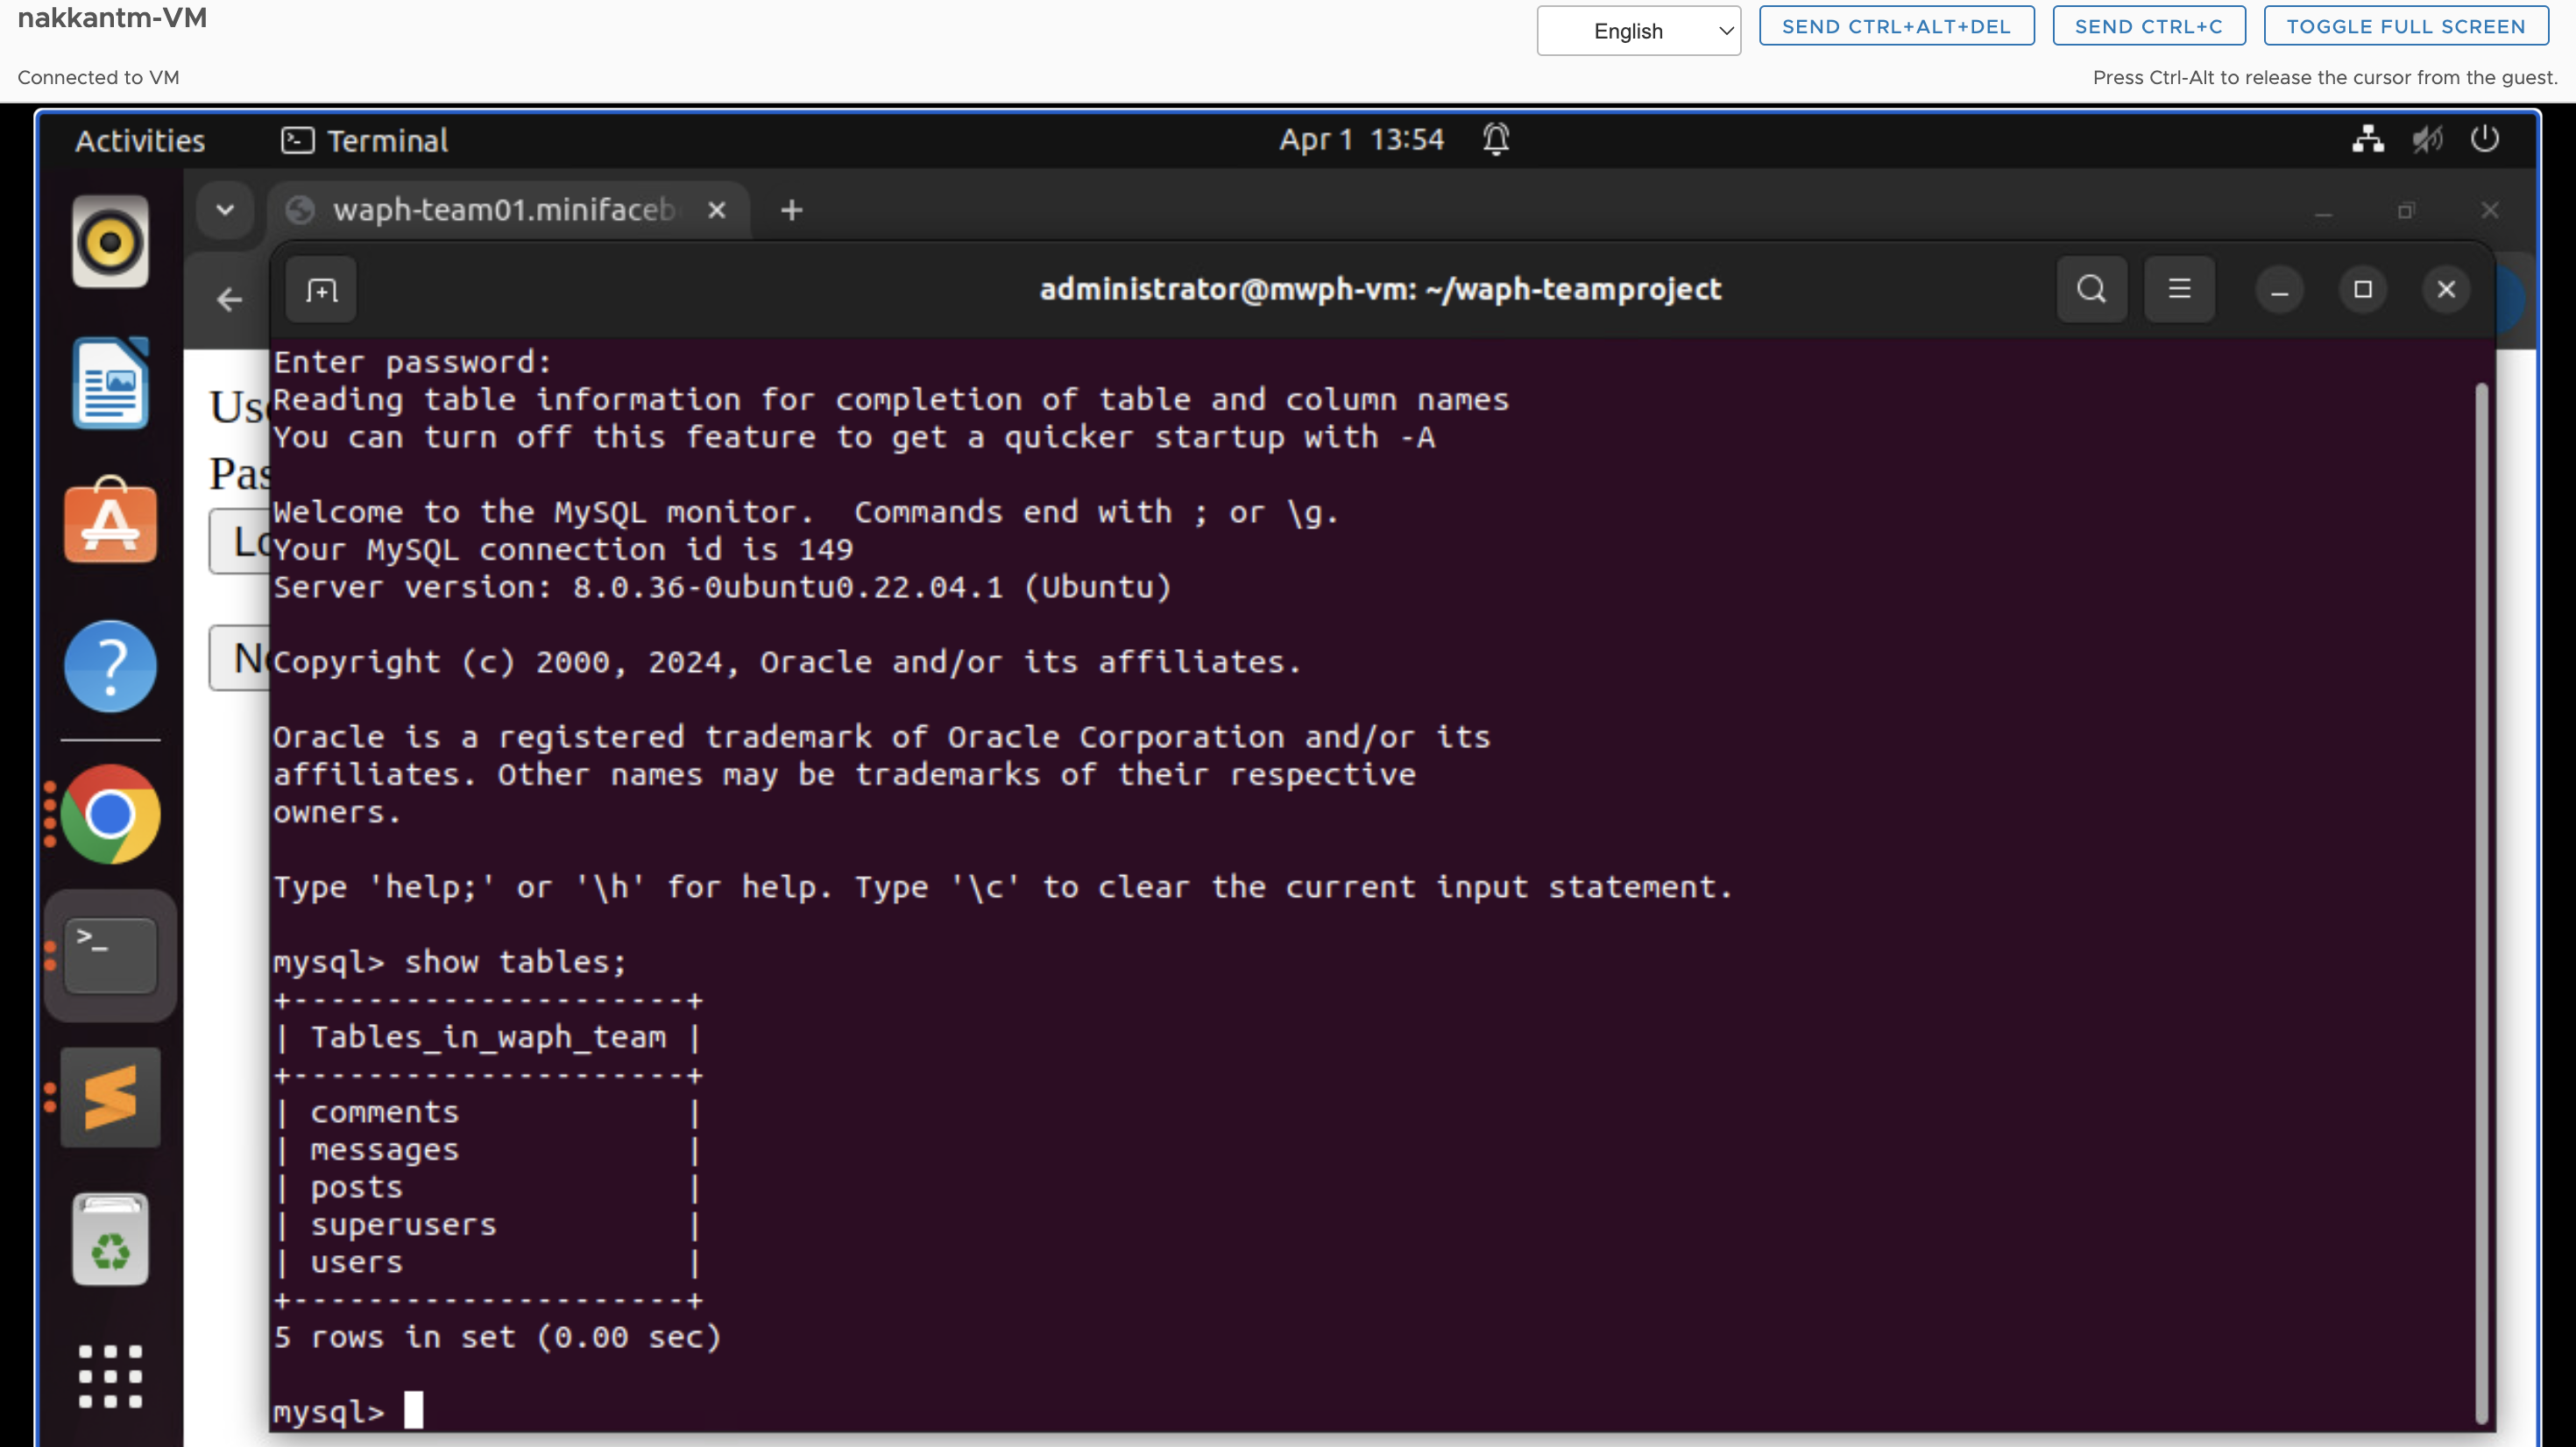 nakkantm-VM
English
SEND CTRL+ALT+DEL
SEND CTRL+C
TOGGLE FULL SCREEN
Connected to VM
Press Ctrl-Alt to release the cursor from the guest.
Activities
Terminal
Apr 1 13:54
waph-team01.minifaceb
administrator@mwph-vm: ~/waph-teamproject
Enter password:
Reading table information for completion of table and column names
You can turn off this feature to get a quicker startup with -A
Welcome to the MySQL monitor.  Commands end with ; or \g.
Your MySQL connection id is 149
Server version: 8.0.36-0ubuntu0.22.04.1 (Ubuntu)
Copyright (c) 2000, 2024, Oracle and/or its affiliates.
Oracle is a registered trademark of Oracle Corporation and/or its
affiliates. Other names may be trademarks of their respective
owners.
Type 'help;' or '\h' for help. Type '\c' to clear the current input statement.
mysql> show tables;
+---------------------+
| Tables_in_waph_team |
+---------------------+
| comments            |
| messages            |
| posts               |
| superusers          |
| users               |
+---------------------+
5 rows in set (0.00 sec)
mysql>